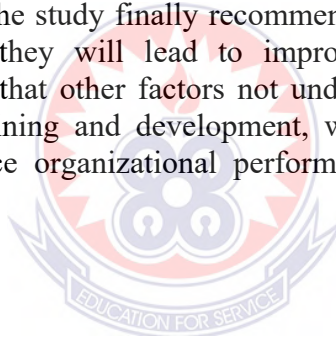 he study finally recommen
they will lead to impro
that other factors not und
ning and development, w
ce organizational perform
EDUCATION FOR SERVICE